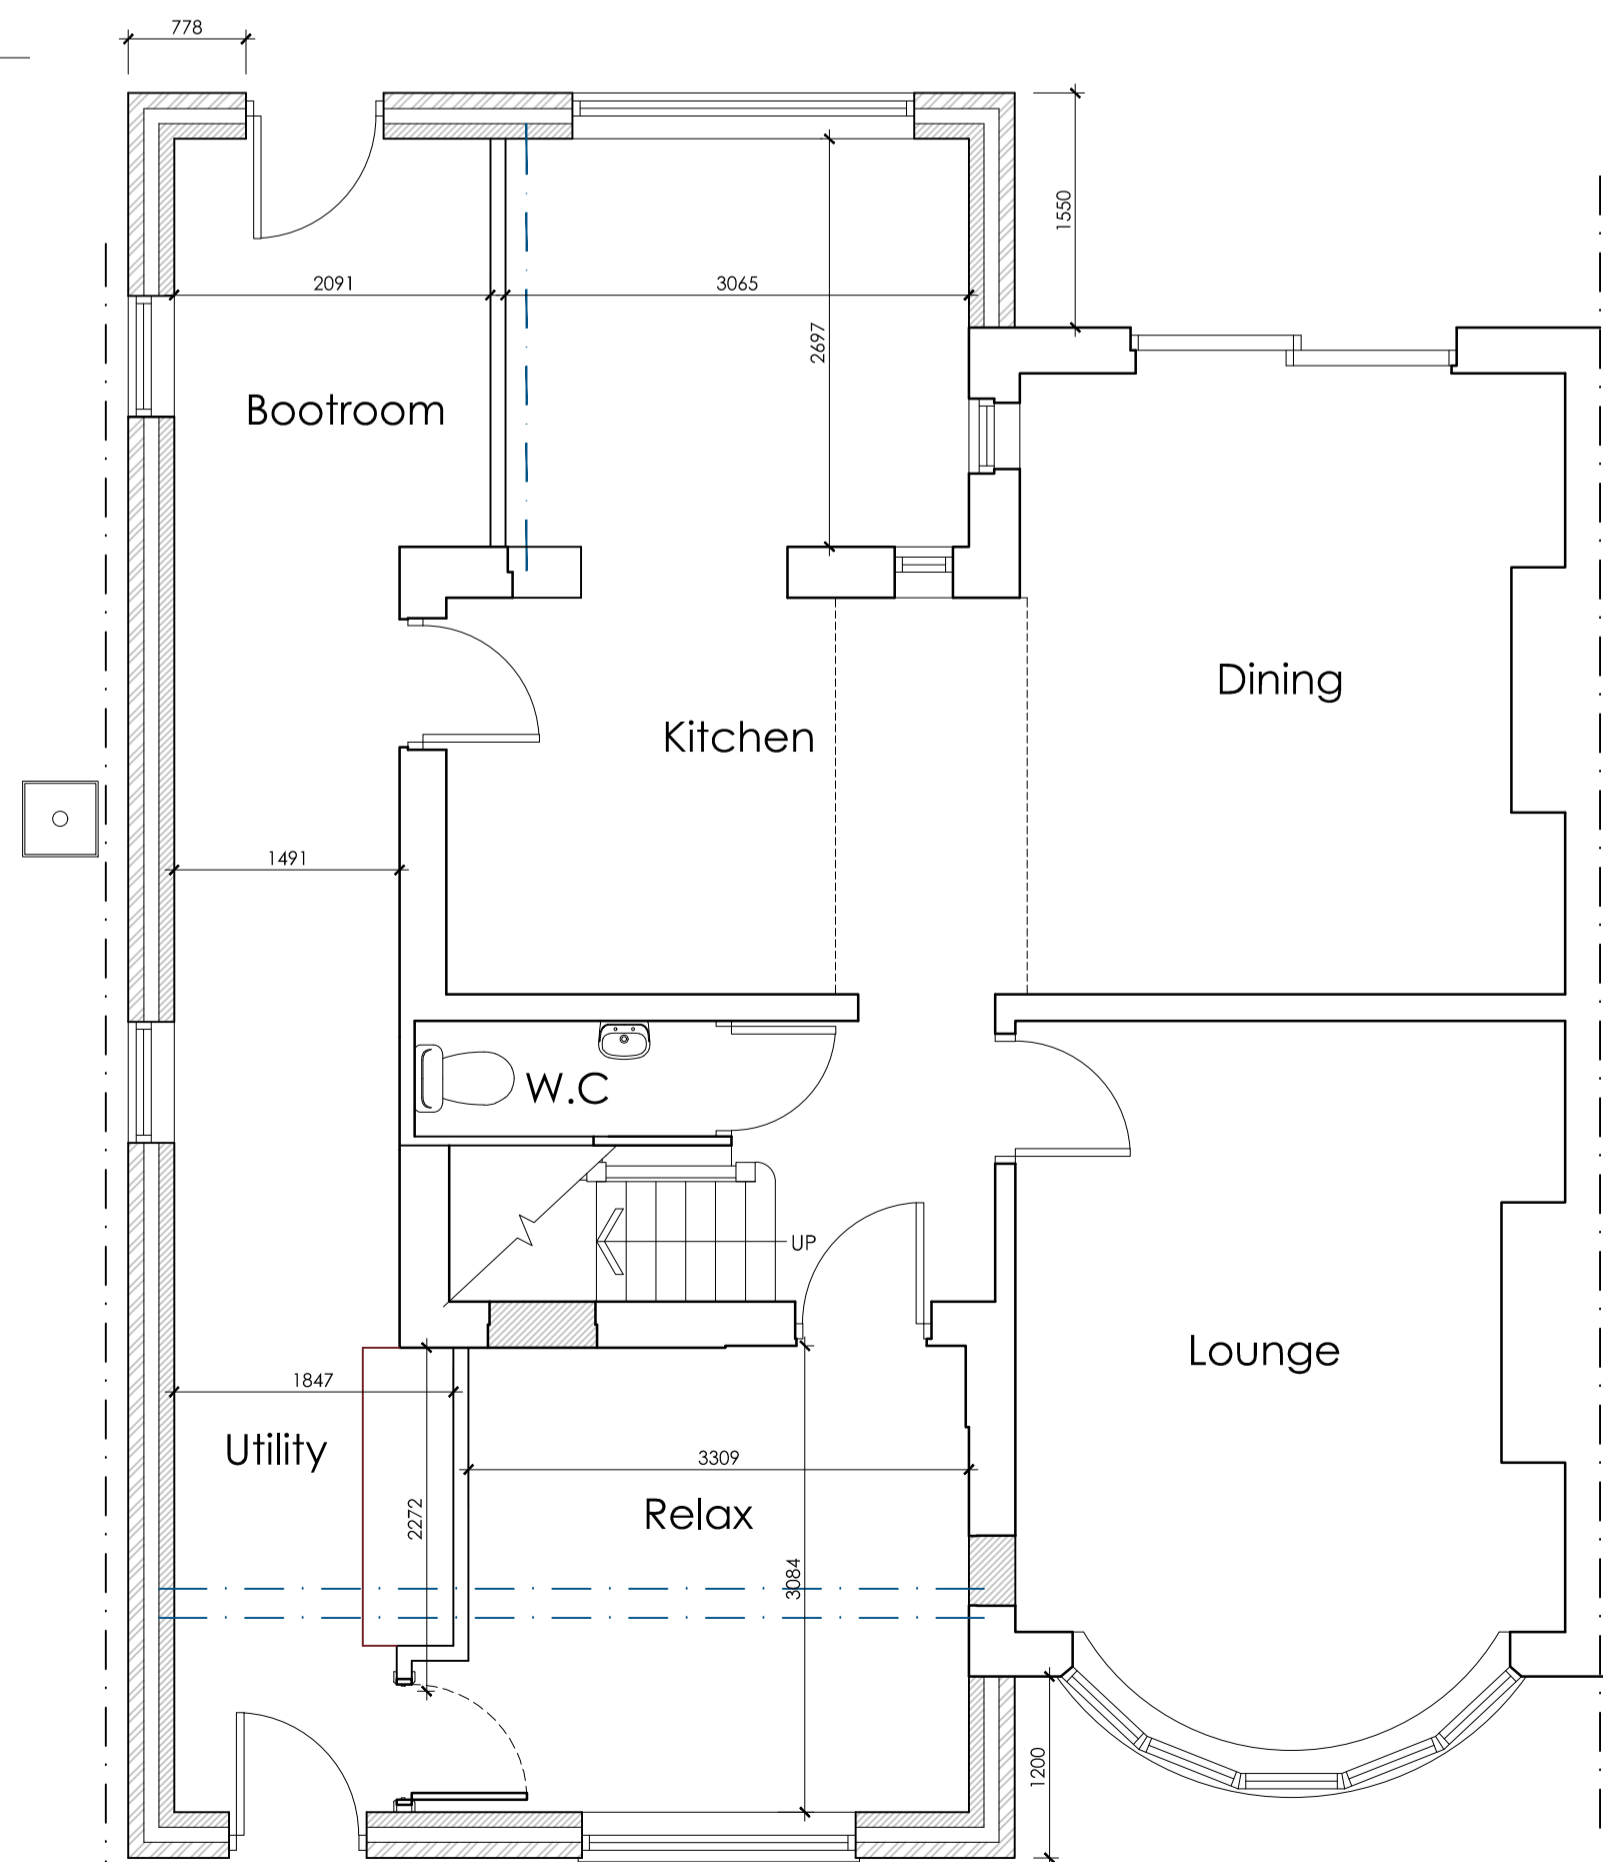 778
1550
2091
3065
2697
Bootroom
Dining
Kitchen
1491
W.C
UP
Lounge
1847
Utility
3309
Relax
2272
3084
1200